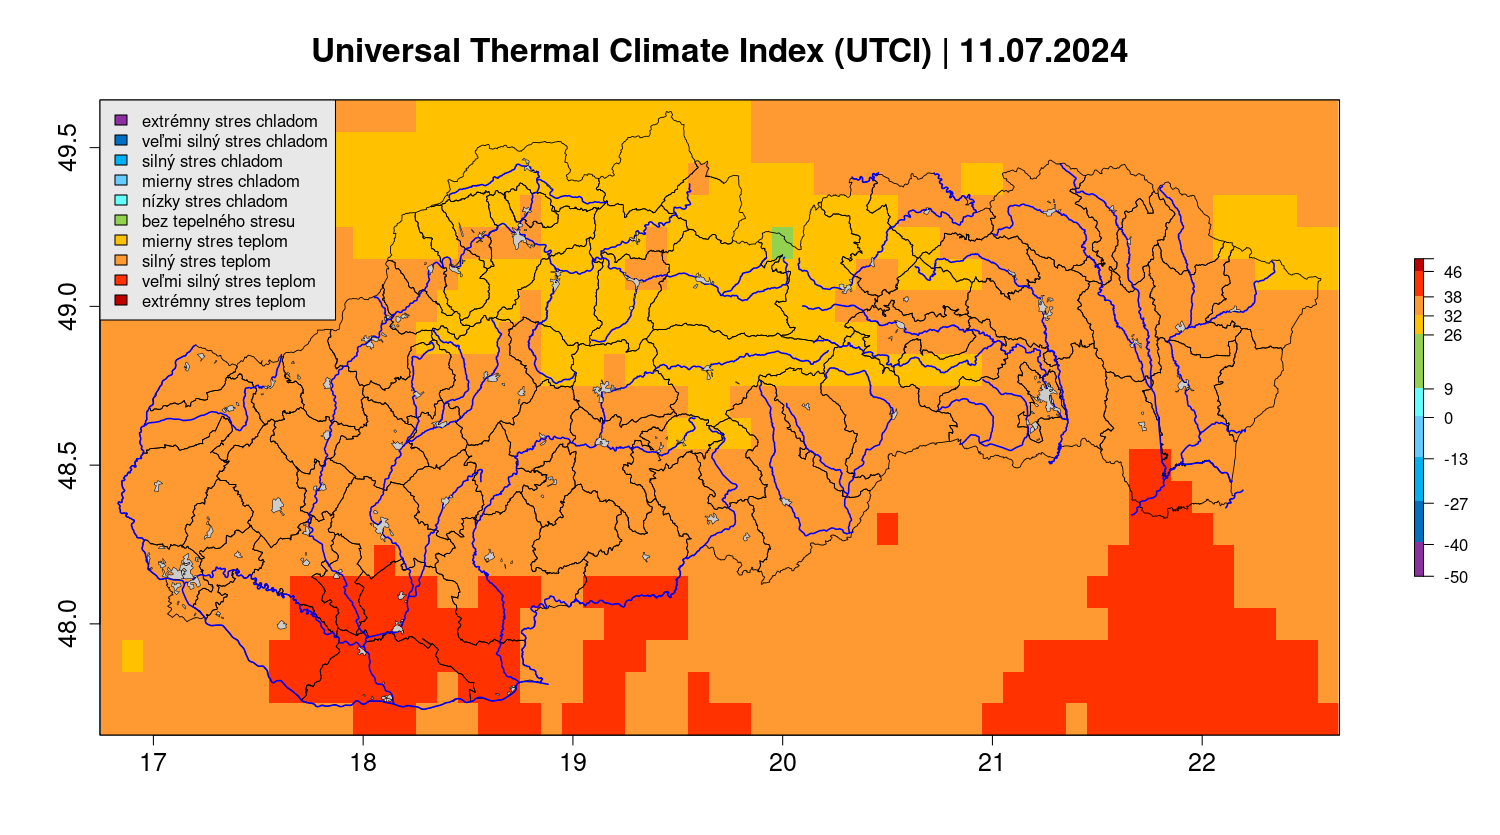 Universal Thermal Climate Index (UTCI) | 11.07.2024
extrémny stres chladom
veľmi silný stres chladom
silný stres chladom
mierny stres chladom
nízky stres chladom
bez tepelného stresu
mierny stres teplom
silný stres teplom
veľmi silný stres teplom
extrémny stres teplom
49.5
49.0
48.5
48.0
17 18 19 20 21 22
46
38
32
26
9
0
-13
-27
-40
-50